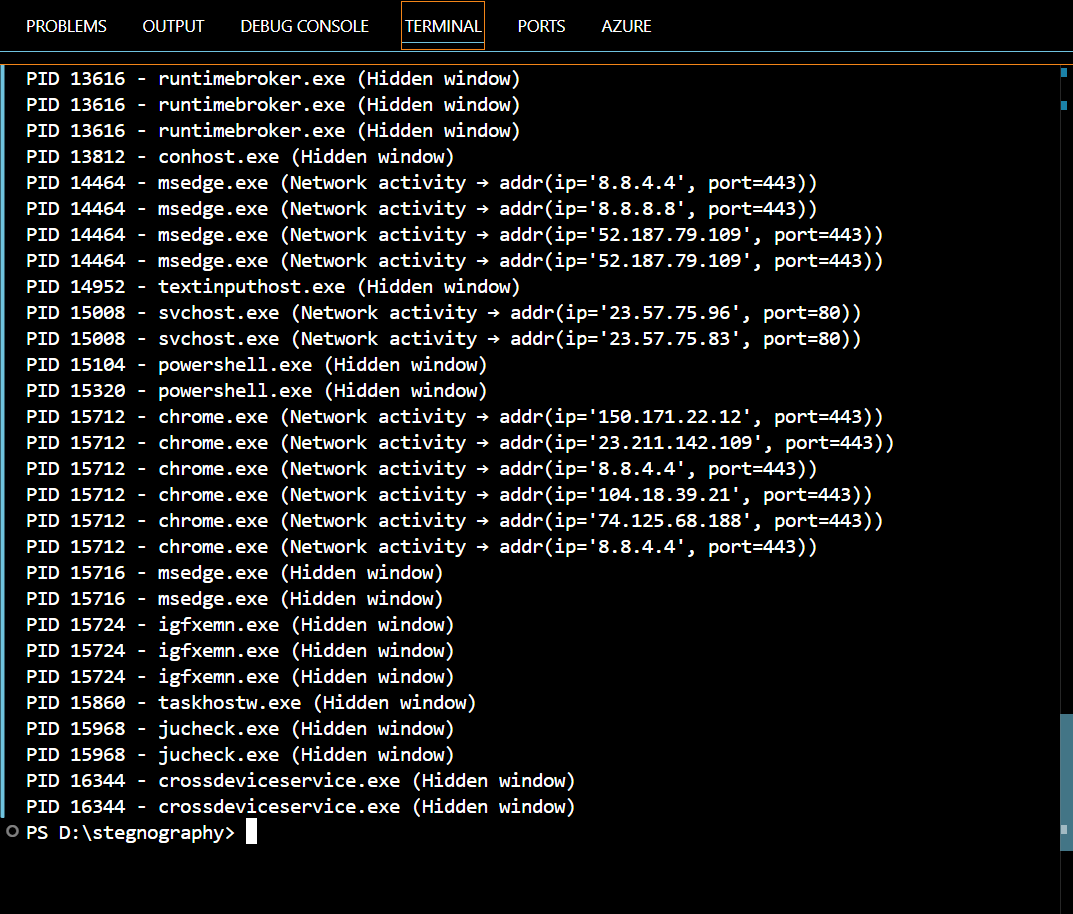 PROBLEMS OUTPUT DEBUG CONSOLE TERMINAL PORTS AZURE
PID 13616 - runtimebroker.exe (Hidden window)
PID 13616 - runtimebroker.exe (Hidden window)
PID 13616 - runtimebroker.exe (Hidden window)
PID 13812 - conhost.exe (Hidden window)
PID 14464 - msedge.exe (Network activity → addr(ip='8.8.4.4', port=443))
PID 14464 - msedge.exe (Network activity → addr(ip='8.8.8.8', port=443))
PID 14464 - msedge.exe (Network activity → addr(ip='52.187.79.109', port=443))
PID 14464 - msedge.exe (Network activity → addr(ip='52.187.79.109', port=443))
PID 14952 - textinputhost.exe (Hidden window)
PID 15008 - svchost.exe (Network activity → addr(ip='23.57.75.96', port=80))
PID 15008 - svchost.exe (Network activity → addr(ip='23.57.75.83', port=80))
PID 15104 - powershell.exe (Hidden window)
PID 15320 - powershell.exe (Hidden window)
PID 15712 - chrome.exe (Network activity → addr(ip='150.171.22.12', port=443))
PID 15712 - chrome.exe (Network activity → addr(ip='23.211.142.109', port=443))
PID 15712 - chrome.exe (Network activity → addr(ip='8.8.4.4', port=443))
PID 15712 - chrome.exe (Network activity → addr(ip='104.18.39.21', port=443))
PID 15712 - chrome.exe (Network activity → addr(ip='74.125.68.188', port=443))
PID 15712 - chrome.exe (Network activity → addr(ip='8.8.4.4', port=443))
PID 15716 - msedge.exe (Hidden window)
PID 15716 - msedge.exe (Hidden window)
PID 15724 - igfxemn.exe (Hidden window)
PID 15724 - igfxemn.exe (Hidden window)
PID 15724 - igfxemn.exe (Hidden window)
PID 15860 - taskhostw.exe (Hidden window)
PID 15968 - jucheck.exe (Hidden window)
PID 15968 - jucheck.exe (Hidden window)
PID 16344 - crossdeviceservice.exe (Hidden window)
PID 16344 - crossdeviceservice.exe (Hidden window)
PS D:\stegnography>